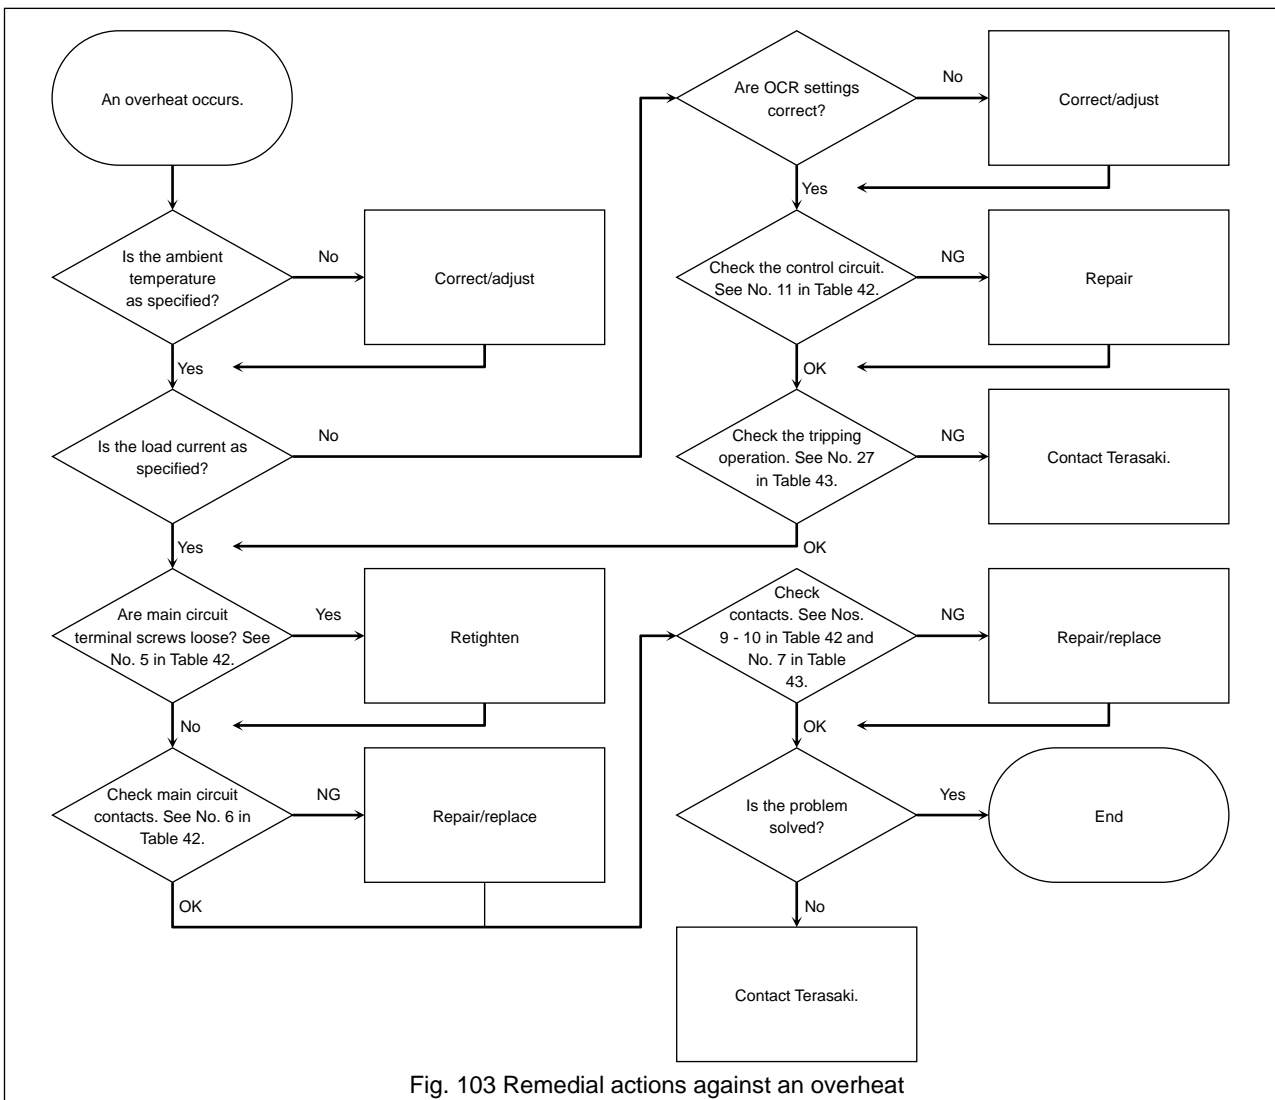 An overheat occurs.
Is the ambient
temperature
as specified?
No
Correct/adjust
Yes
Is the load current as
specified?
No
Yes
Are main circuit
terminal screws loose? See
No. 5 in Table 42.
Yes
Retighten
No
Check main circuit
contacts. See No. 6 in
Table 42.
NG
Repair/replace
OK
Are OCR settings
correct?
No
Correct/adjust
Yes
Check the control circuit.
See No. 11 in Table 42.
NG
Repair
OK
Check the tripping
operation. See No. 27
in Table 43.
NG
Contact Terasaki.
OK
Check
contacts. See Nos.
9 - 10 in Table 42 and
No. 7 in Table
43.
NG
Repair/replace
OK
Is the problem
solved?
Yes
End
No
Contact Terasaki.
Fig. 103 Remedial actions against an overheat